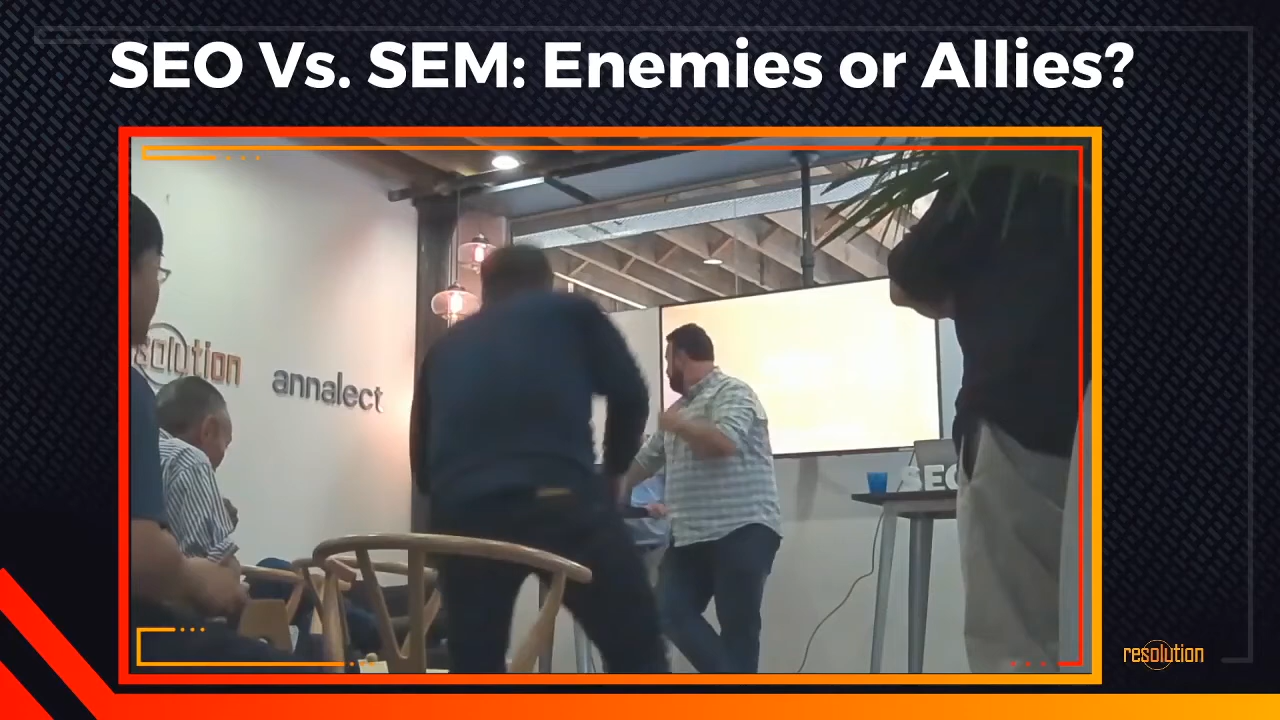 SEO Vs. SEM: Enemies or Allies?
solution
annalect
SEO
resolution